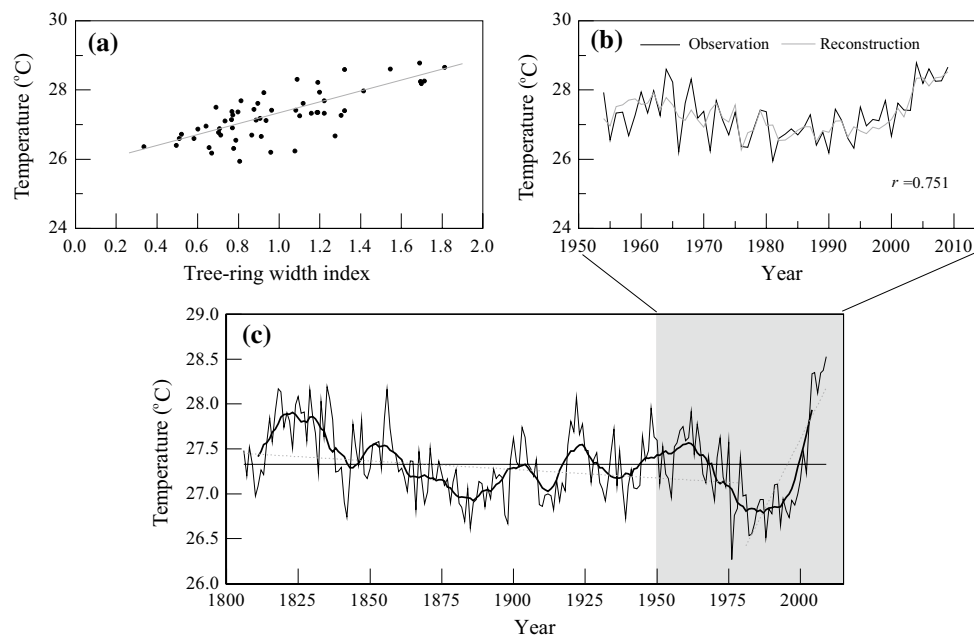 (a)
30
28
26
24
Temperature (°C)
0.0 0.2 0.4 0.6 0.8 1.0 1.2 1.4 1.6 1.8 2.0
Tree-ring width index
(b)
Observation Reconstruction
30
28
26
24
Temperature (°C)
r =0.751
1950 1960 1970 1980 1990 2000 2010
Year
(c)
29.0
28.5
28.0
27.5
27.0
26.5
26.0
Temperature (°C)
1800 1825 1850 1875 1900 1925 1950 1975 2000
Year